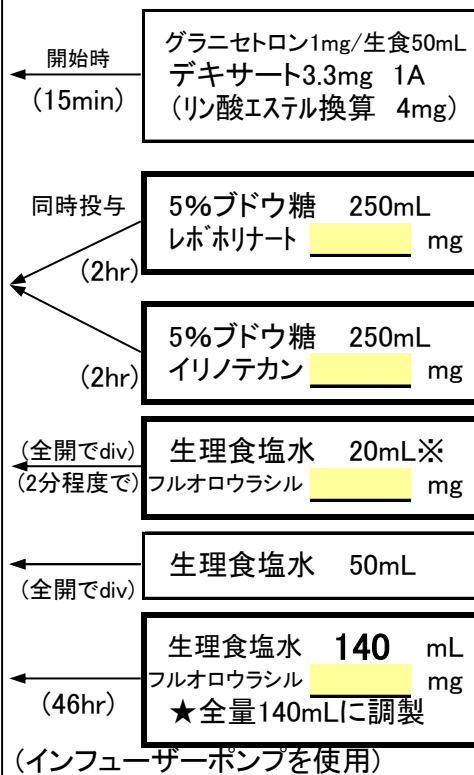 開始時
(15min)
グラニセトロン1mg/生食50mL
デキサート3.3mg 1A
(リン酸エステル換算 4mg)
同時投与
(2hr)
5%ブドウ糖 250mL
レボホリナート mg
(2hr)
5%ブドウ糖 250mL
イリノテカン mg
(全開でdiv)
(2分程度で)
生理食塩水 20mL※
フルオロウラシル mg
(全開でdiv)
生理食塩水 50mL
(46hr)
生理食塩水 140 mL
フルオロウラシル mg
★全量140mLに調製
(インフューザーポンプを使用)